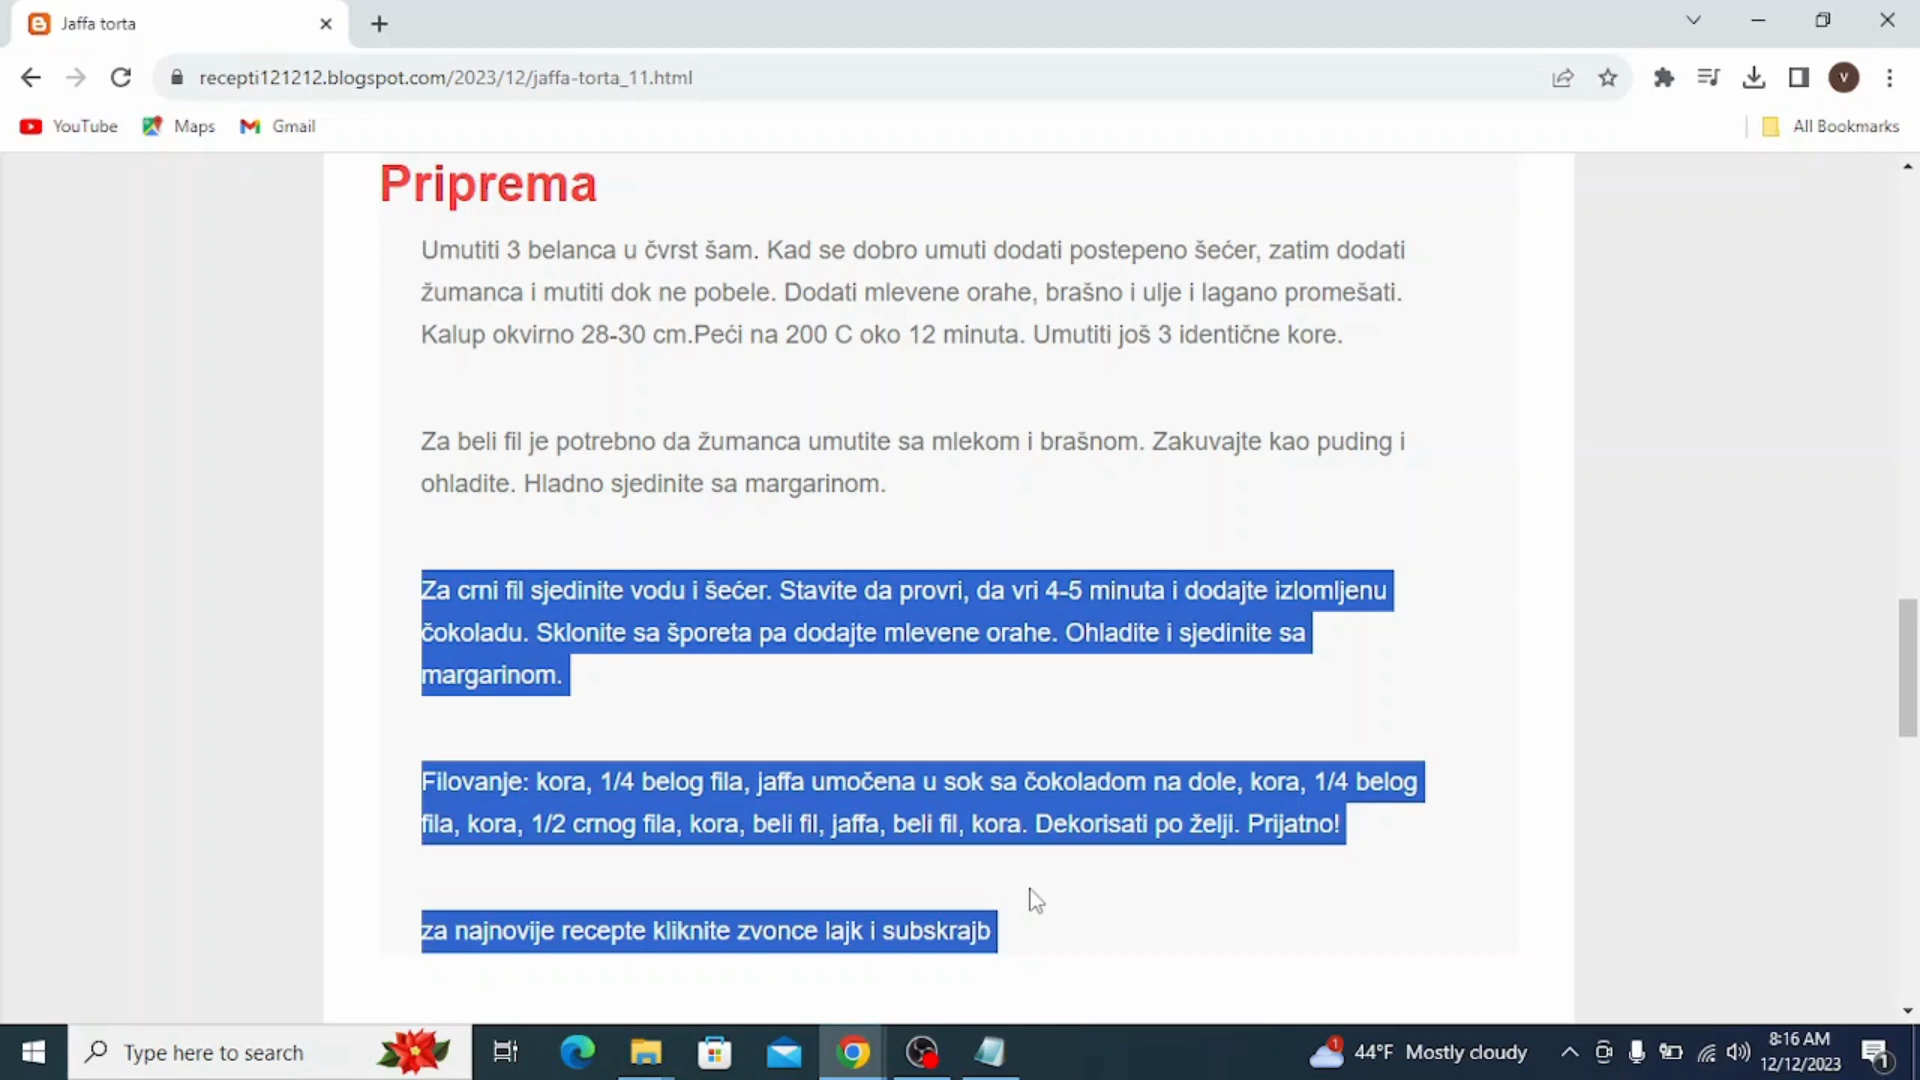 Jaffa torta
recepti121212.blogspot.com/2023/12/jaffa-torta_11.html
V
YouTube
Maps
Gmail
All Bookmarks
Priprema
Umutiti 3 belanca u čvrst šam. Kad se dobro umuti dodati postepeno šećer, zatim dodati
žumanca i mutiti dok ne pobele. Dodati mlevene orahe, brašno i ulje i lagano promešati.
Kalup okvirno 28-30 cm.Peći na 200 C oko 12 minuta. Umutiti još 3 identične kore.
Za beli fil je potrebno da žumanca umutite sa mlekom i brašnom. Zakuvajte kao puding i
ohladite. Hladno sjedinite sa margarinom.
Za crni fil sjedinite vodu i šećer. Stavite da provri, da vri 4-5 minuta i dodajte izlomljenu
čokoladu. Sklonite sa šporeta pa dodajte mlevene orahe. Ohladite i sjedinite sa
margarinom.
Filovanje: kora, 1/4 belog fila, jaffa umočena u sok sa čokoladom na dole, kora, 1/4 belog
fila, kora, 1/2 crnog fila, kora, beli fil, jaffa, beli fil, kora. Dekorisati po želji. Prijatno!
za najnovije recepte kliknite zvonce lajk i subskrajb
Type here to search
1
44°F Mostly cloudy
8:16 AM
12/12/2023
1